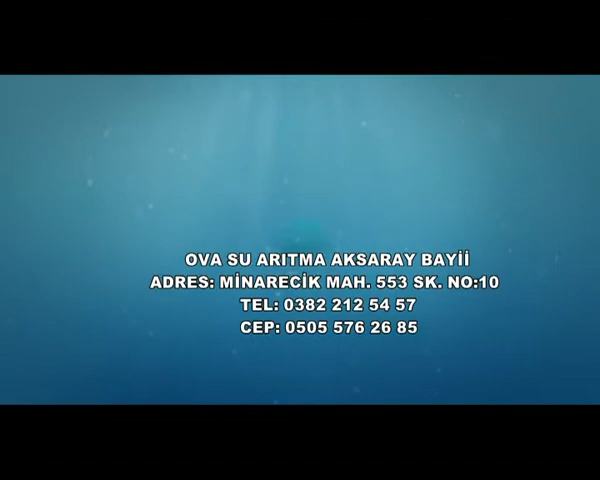 OVA SU ARITMA AKSARAY BAYİİ
ADRES: MİNARECİK MAH. 553 SK. NO:10
TEL: 0382 212 54 57
CEP: 0505 576 26 85